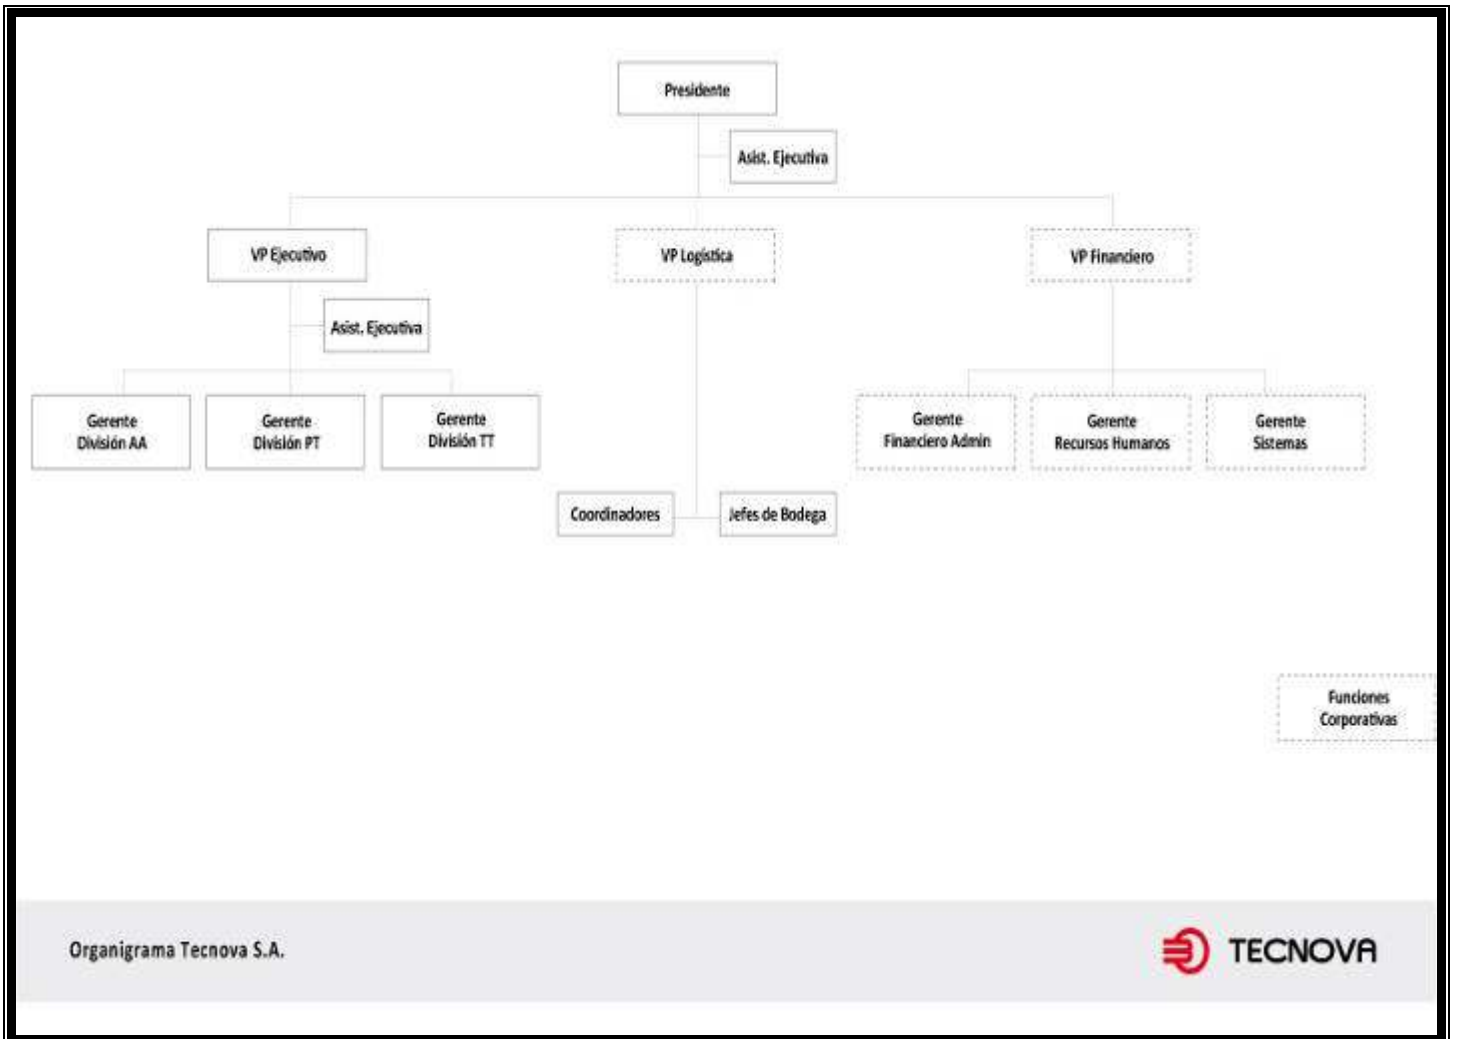 Presidente
Asist. Ejecutiva
VP Ejecutivo
VP Logística
VP Financiero
Asist. Ejecutiva
Gerente
División AA
Gerente
División PT
Gerente
División TT
Gerente
Financiero Admin
Gerente
Recursos Humanos
Gerente
Sistemas
Coordinadores
Jefes de Bodega
Funciones
Corporativas
Organigrama Tecnova S.A.
TECNOVA